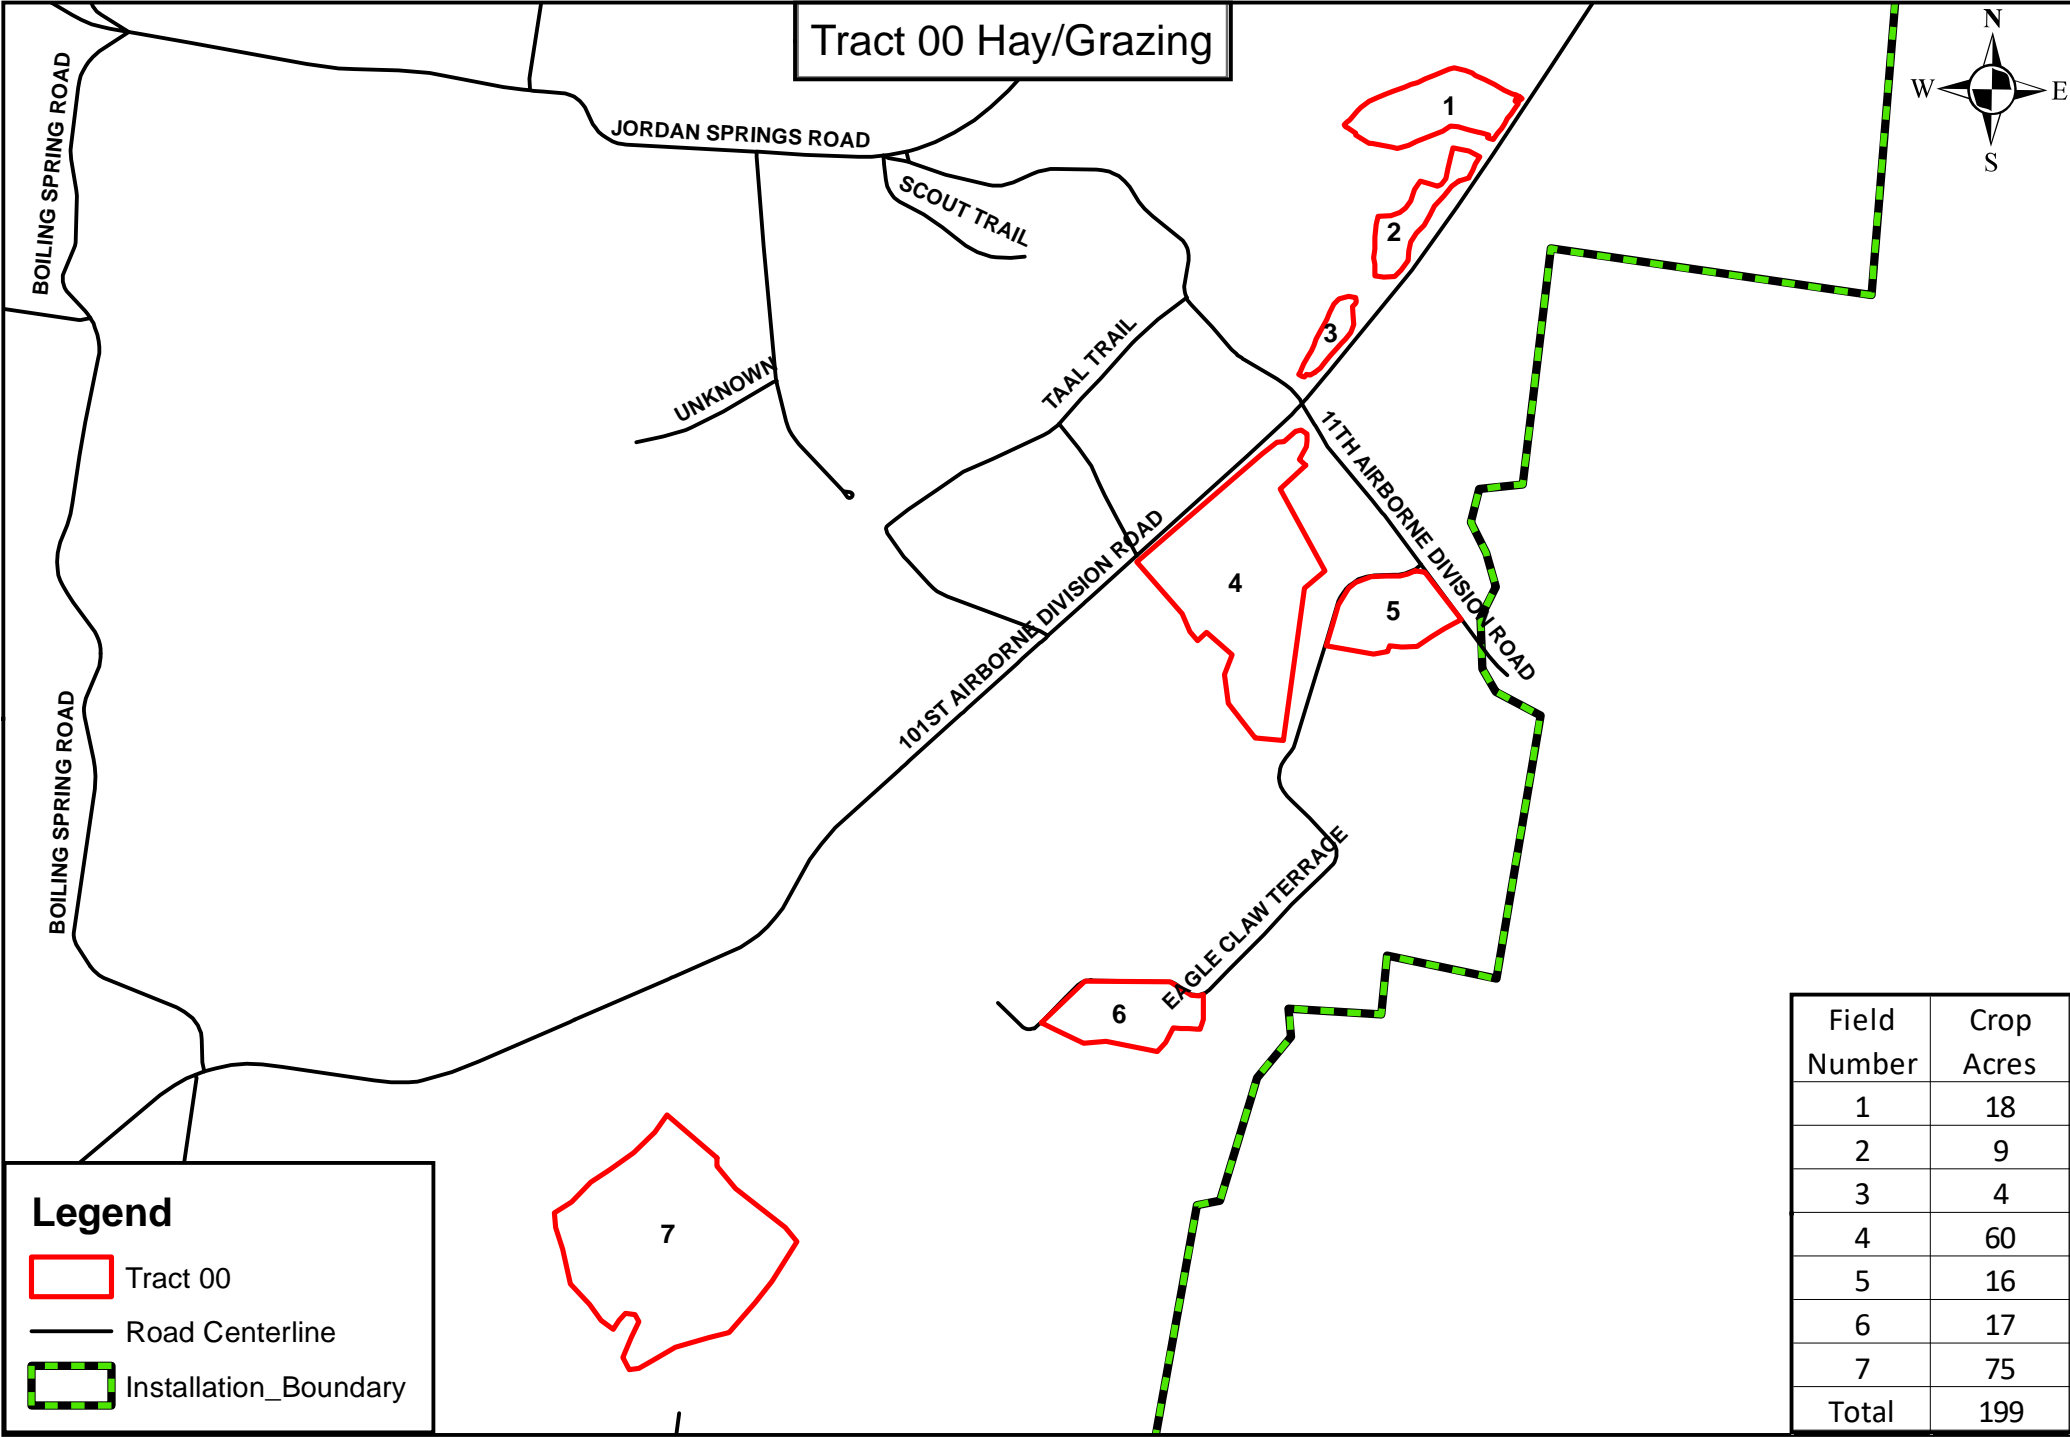 Tract 00 Hay/Grazing
N
W
E
S
BOILING SPRING ROAD
JORDAN SPRINGS ROAD
SCOUT TRAIL
UNKNOWN
TAAL TRAIL
11TH AIRBORNE DIVISION ROAD
101ST AIRBORNE DIVISION ROAD
BOILING SPRING ROAD
EAGLE CLAW TERRACE
1
2
3
4
5
6
7
Legend
Tract 00
Road Centerline
Installation_Boundary
Field Number Crop Acres
1 18
2 9
3 4
4 60
5 16
6 17
7 75
Total 199